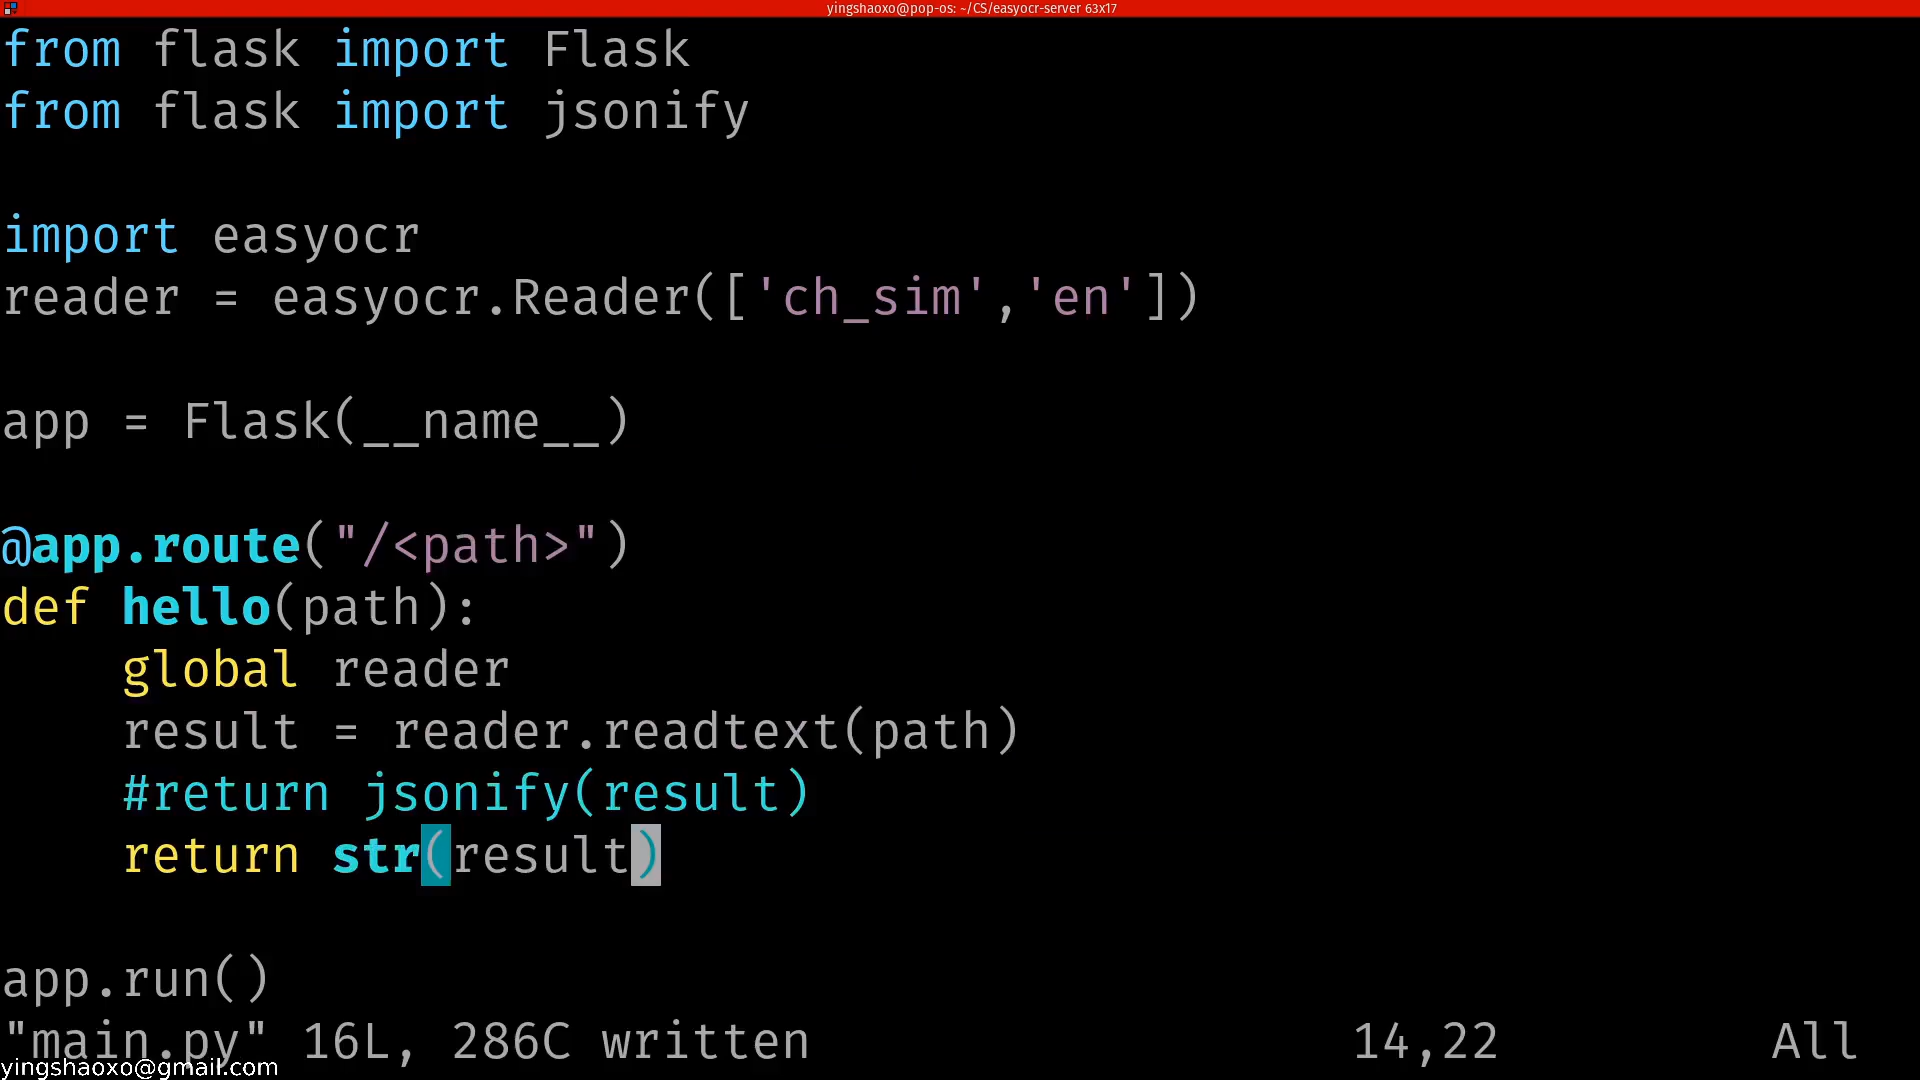 yingshaoxo@pop-os: ~/CS/easyocr-server 63x17
from flask import Flask
from flask import jsonify

import easyocr
reader = easyocr.Reader(['ch_sim','en'])

app = Flask(__name__)

@app.route("/<path>")
def hello(path):
    global reader
    result = reader.readtext(path)
    #return jsonify(result)
    return str(result)

app.run()
"main.py" 16L, 286C written 14,22 All
yingshaoxo@gmail.com